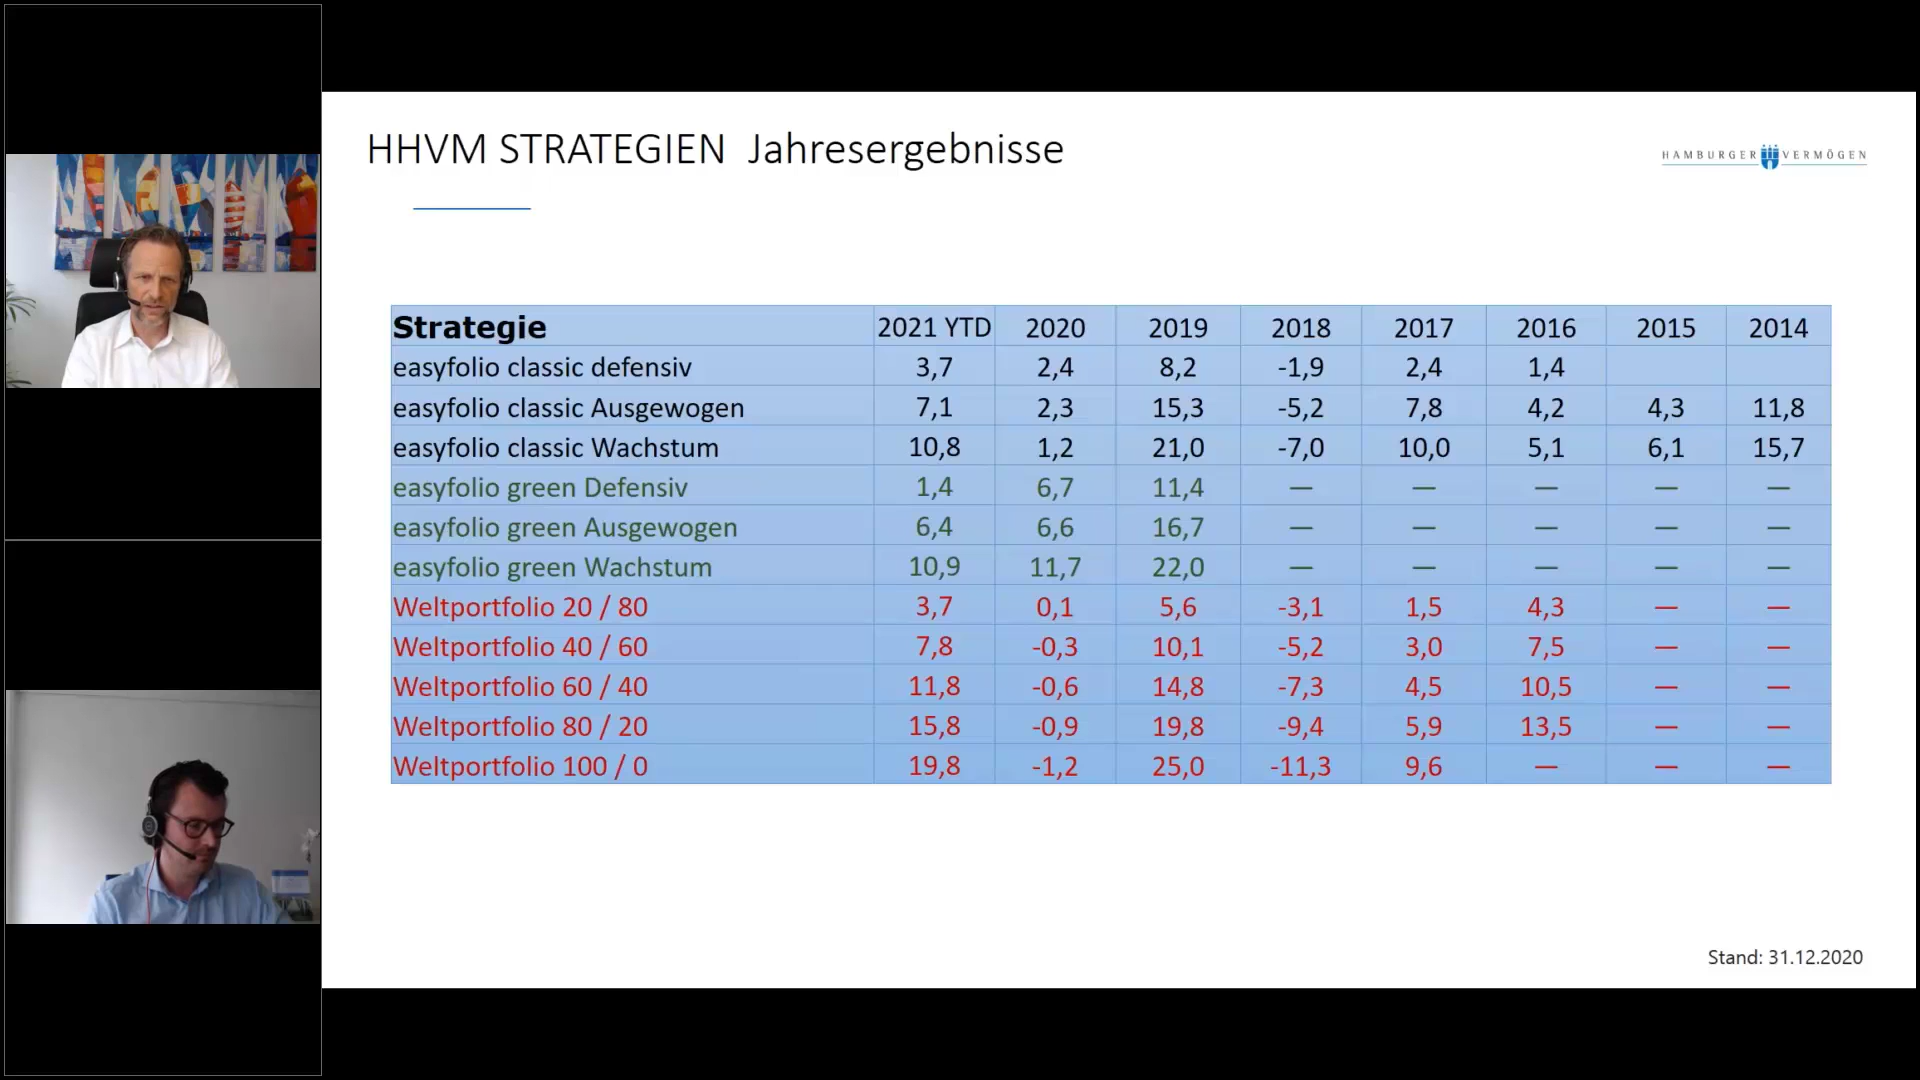 HHVM STRATEGIEN Jahresergebnisse
HAMBURGER VERMÖGEN
Strategie 2021 YTD 2020 2019 2018 2017 2016 2015 2014
easyfolio classic defensiv 3,7 2,4 8,2 -1,9 2,4 1,4
easyfolio classic Ausgewogen 7,1 2,3 15,3 -5,2 7,8 4,2 4,3 11,8
easyfolio classic Wachstum 10,8 1,2 21,0 -7,0 10,0 5,1 6,1 15,7
easyfolio green Defensiv 1,4 6,7 11,4 — — — — —
easyfolio green Ausgewogen 6,4 6,6 16,7 — — — — —
easyfolio green Wachstum 10,9 11,7 22,0 — — — — —
Weltportfolio 20 / 80 3,7 0,1 5,6 -3,1 1,5 4,3 — —
Weltportfolio 40 / 60 7,8 -0,3 10,1 -5,2 3,0 7,5 — —
Weltportfolio 60 / 40 11,8 -0,6 14,8 -7,3 4,5 10,5 — —
Weltportfolio 80 / 20 15,8 -0,9 19,8 -9,4 5,9 13,5 — —
Weltportfolio 100 / 0 19,8 -1,2 25,0 -11,3 9,6 — — —
Stand: 31.12.2020